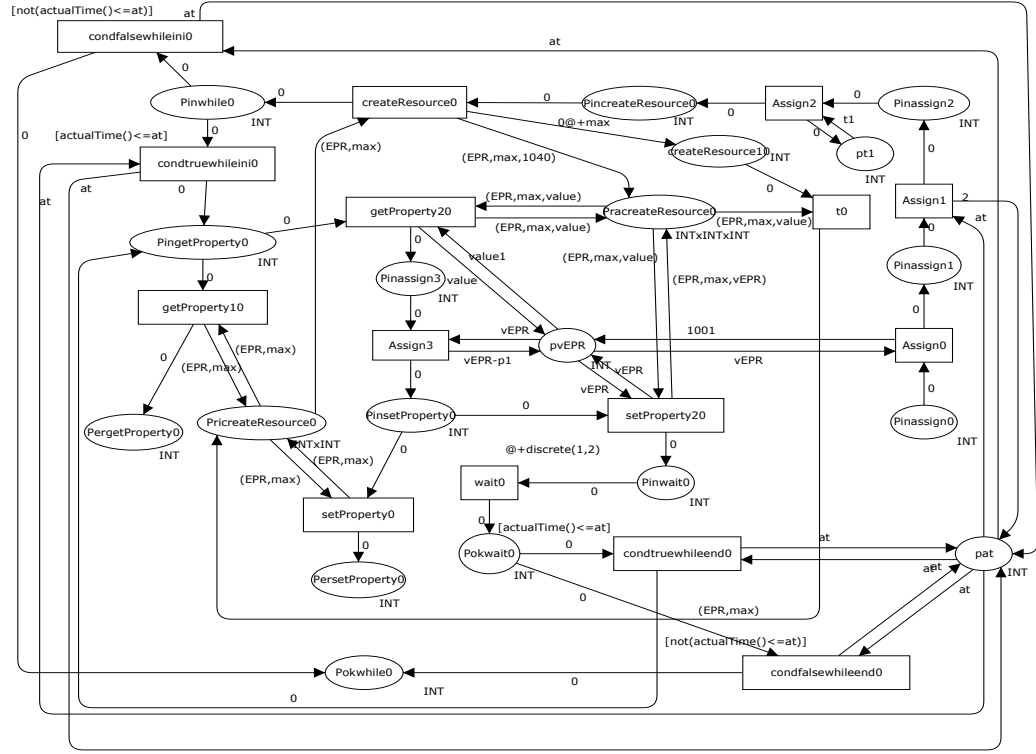 [not(actualTime()<=at)]
at
condfalsewhileini0
at
0
Pinwhile0
INT
createResource0
0
PincreateResource0
INT
0
Assign2
0
Pinassign2
INT
0
0
t1
0
pt1
INT
0
0@+max
createResource10
INT
[actualTime()<=at]
0
condtruewhileini0
at
at
0
(EPR,max)
(EPR,max,1040)
0
t0
Assign1
2
at
0
getProperty20
(EPR,max,value)
(EPR,max,value)
PracreateResource0
INTxINTxINT
(EPR,max,value)
PingetProperty0
INT
0
0
0
Pinassign3
INT
value
value1
(EPR,max,value)
(EPR,max,vEPR)
Pinassign1
INT
0
getProperty10
0
Assign3
vEPR
vEPR-p1
pvEPR
INT
1001
vEPR
Assign0
0
(EPR,max)
(EPR,max)
0
vEPR
vEPR
0
PergetProperty0
INT
PricreateResource0
INTxINT
PinsetProperty0
INT
0
setProperty20
Pinassign0
INT
0
0
(EPR,max)
(EPR,max)
@+discrete(1,2)
wait0
0
Pinwait0
INT
setProperty0
0
0
[actualTime()<=at]
Pokwait0
INT
0
condtruewhileend0
at
at
at
pat
INT
at
PersetProperty0
INT
0
(EPR,max)
[not(actualTime()<=at)]
Pokwhile0
INT
0
condfalsewhileend0
0